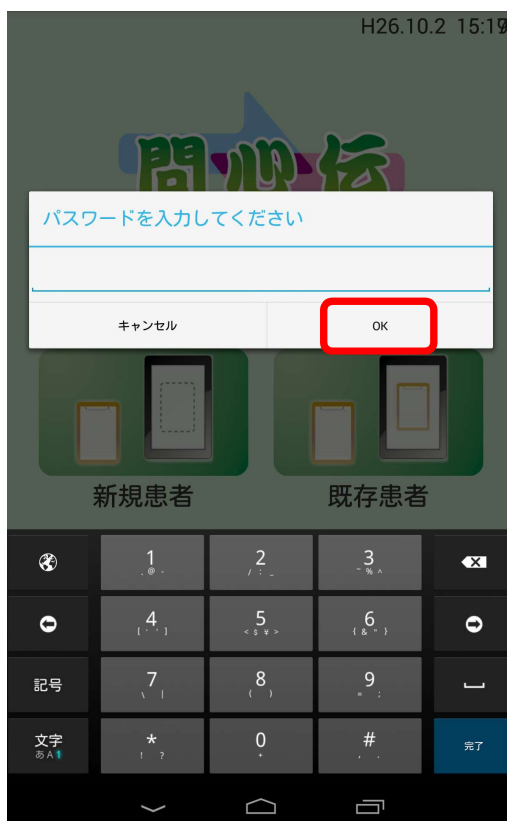 H26.10.2 15:19
問心伝
パスワードを入力してください
キャンセル OK
新規患者 既存患者
1 2 3
. @ - / : _ ~ % ^
4 5 6
[ ' ` ] < $ ¥ > { & " }
記号 7 8 9
\ | ( ) = ;
文字 * 0 # 完了
あA1 ! ? + , .